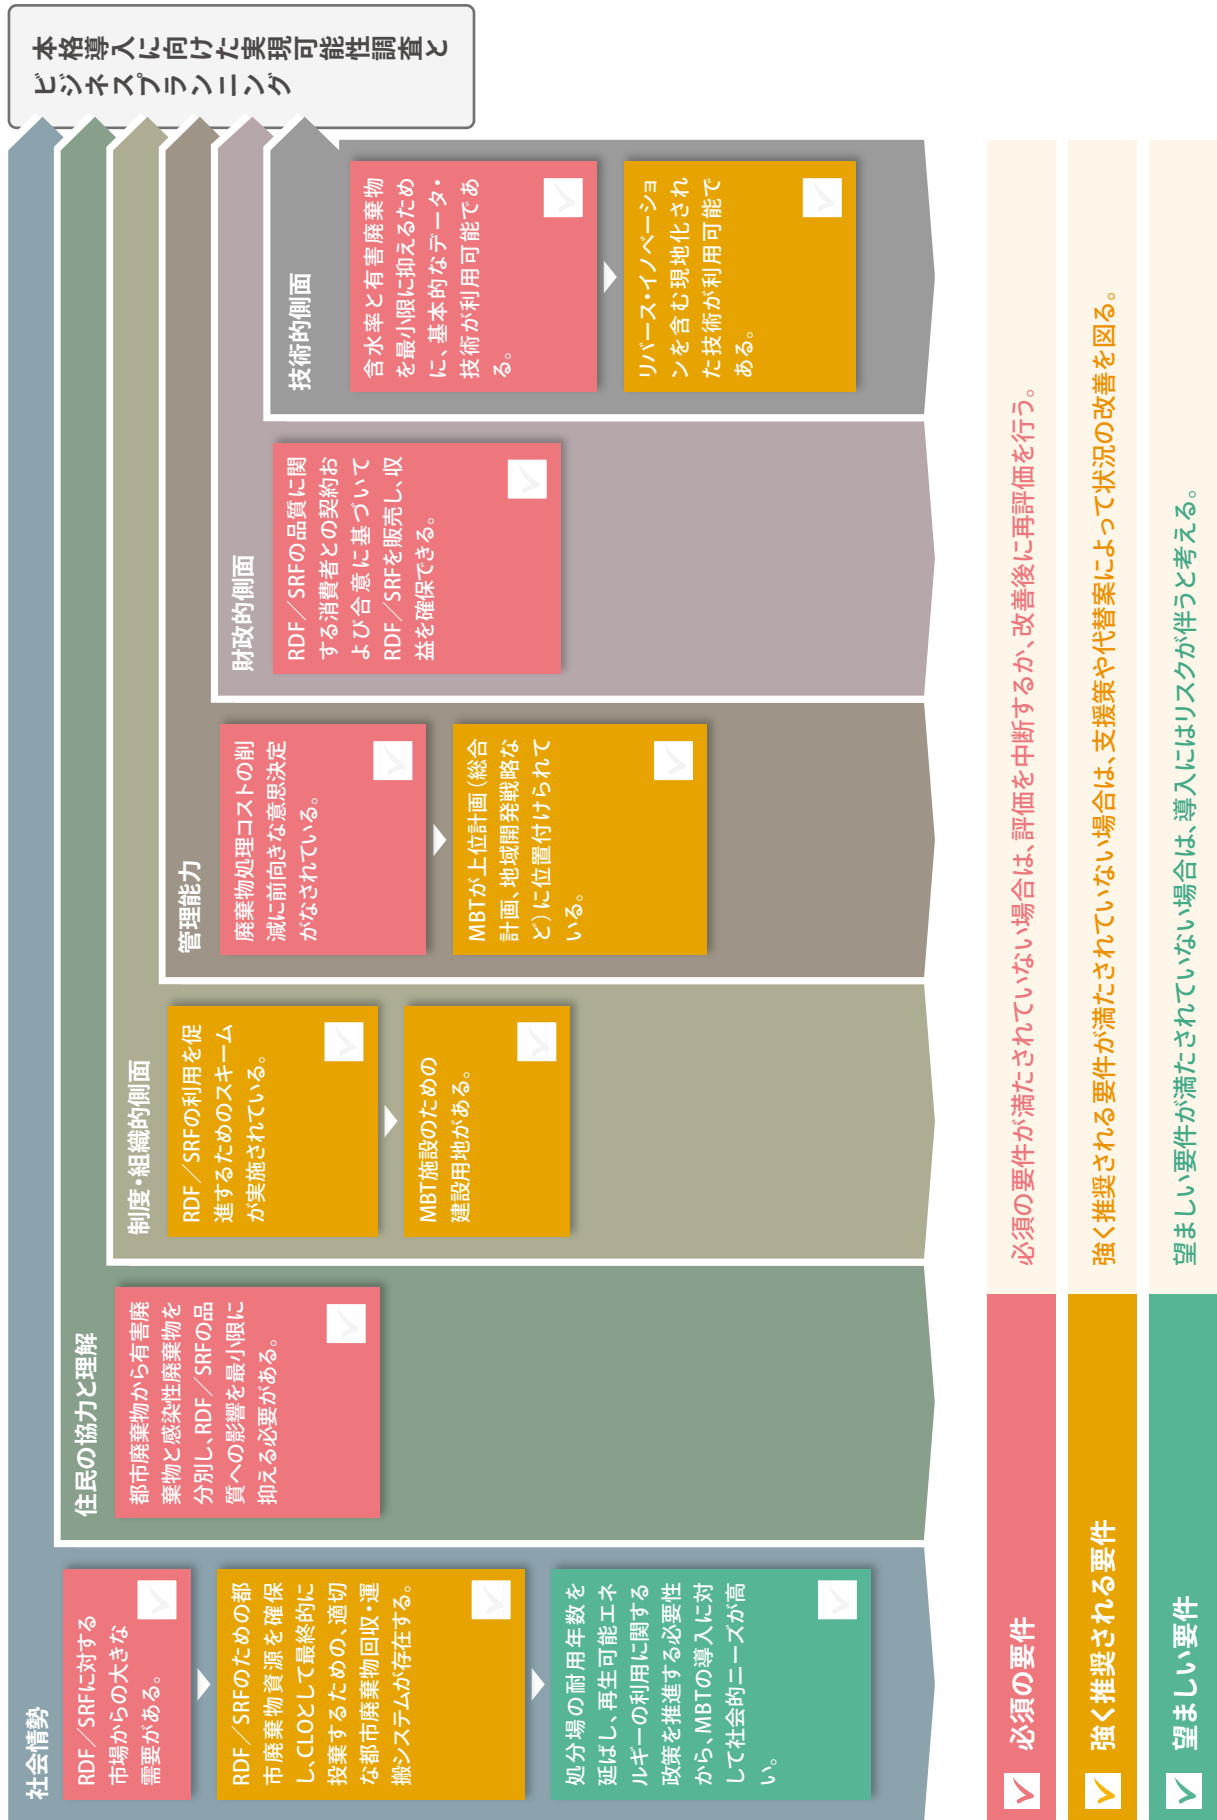 本格導入に向けた実現可能性調査と
ビジネスプランニング
社会情勢
RDF／SRFに対する
市場からの大きな
需要がある。
RDF／SRFのための都
市廃棄物資源を確保
し、CLOとして最終的に
投棄するための、適切
な都市廃棄物回収・運
搬システムが存在する。
処分場の耐用年数を
延ばし、再生可能エネ
ルギーの利用に関する
政策を推進する必要性
から、MBTの導入に対
して社会的ニーズが高
い。
住民の協力と理解
都市廃棄物から有害廃
棄物と感染性廃棄物を
分別し、RDF／SRFの品
質への影響を最小限に
抑える必要がある。
制度・組織的側面
RDF／SRFの利用を促
進するためのスキーム
が実施されている。
MBT施設のための
建設用地がある。
管理能力
廃棄物処理コストの削
減に前向きな意思決定
がなされている。
MBTが上位計画（総合
計画、地域開発戦略な
ど）に位置付けられて
いる。
財政的側面
RDF／SRFの品質に関
する消費者との契約お
よび合意に基づいて
RDF／SRFを販売し、収
益を確保できる。
技術的側面
含水率と有害廃棄物
を最小限に抑えるため
に、基本的なデータ・
技術が利用可能であ
る。
リバース・イノベーショ
ンを含む現地化され
た技術が利用可能で
ある。
必須の要件 必須の要件が満たされていない場合は、評価を中断するか、改善後に再評価を行う。
強く推奨される要件 強く推奨される要件が満たされていない場合は、支援策や代替案によって状況の改善を図る。
望ましい要件 望ましい要件が満たされていない場合は、導入にはリスクが伴うと考える。